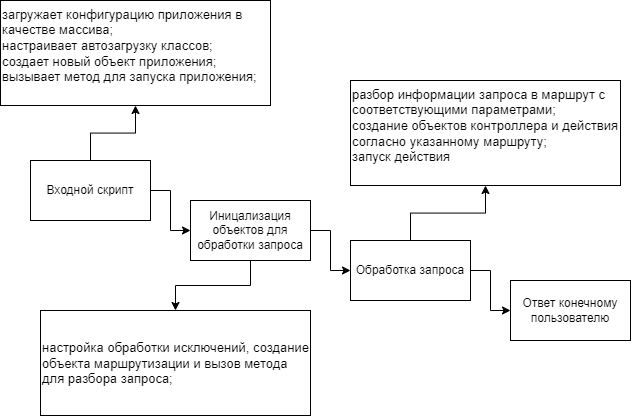 загружает конфигурацию приложения в
качестве массива;
настраивает автозагрузку классов;
создает новый объект приложения;
вызывает метод для запуска приложения;
разбор информации запроса в маршрут с
соответствующими параметрами;
создание объектов контроллера и действия
согласно указанному маршруту;
запуск действия
Входной скрипт
Иницализация
объектов для
обработки запроса
Обработка запроса
Ответ конечному
пользователю
настройка обработки исключений, создание
объекта маршрутизации и вызов метода
для разбора запроса;